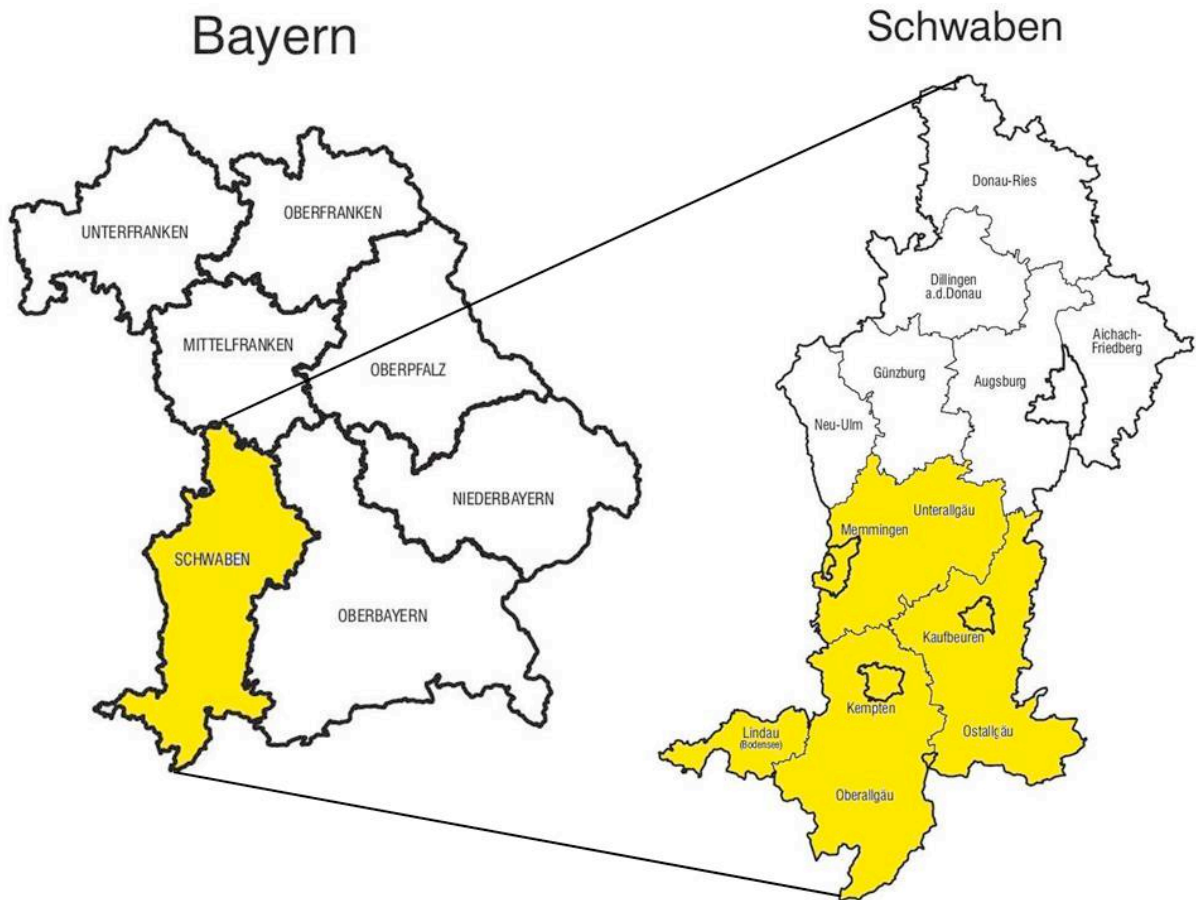 Bayern
UNTERFRANKEN
OBERFRANKEN
MITTELFRANKEN
OBERPFALZ
NIEDERBAYERN
SCHWABEN
OBERBAYERN
Schwaben
Donau-Ries
Dillingen
a.d.Donau
Aichach-
Friedberg
Günzburg
Augsburg
Neu-Ulm
Unterallgäu
Memmingen
Kaufbeuren
Kempten
Lindau
(Bodensee)
Ostallgäu
Oberallgäu